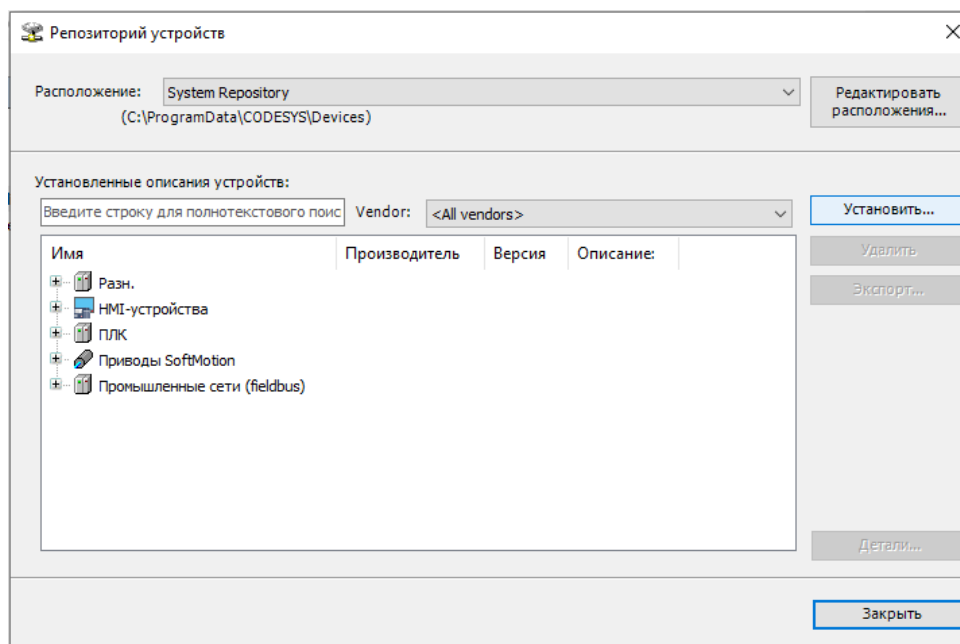 Репозиторий устройств
Расположение:
System Repository
Редактировать
расположения...
(C:\ProgramData\CODESYS\Devices)
Установленные описания устройств:
Введите строку для полнотекстового поис
Vendor:
<All vendors>
Установить...
Удалить
Экспорт...
Имя
Производитель
Версия
Описание:
Разн.
HMI-устройства
ПЛК
Приводы SoftMotion
Промышленные сети (fieldbus)
Детали...
Закрыть